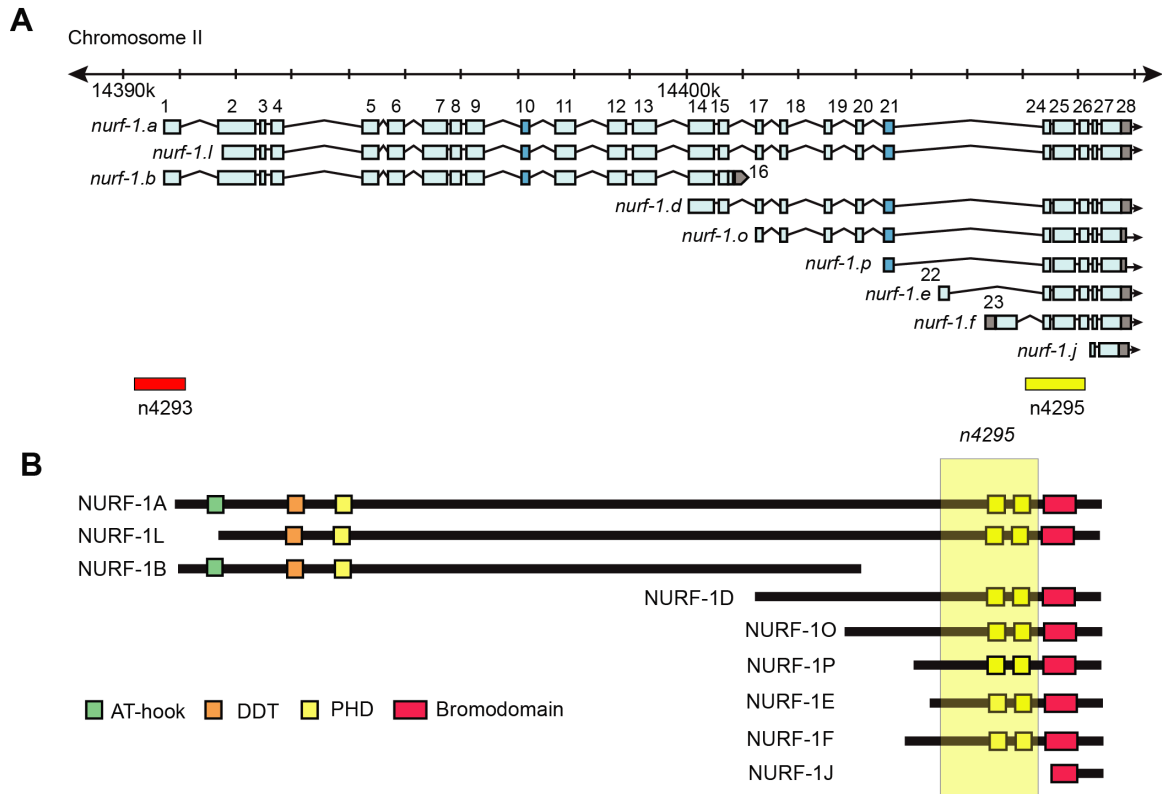 A
Chromosome II
14390k 14400k
1 2 3 4 5 6 7 8 9 10 11 12 13 14 15 17 18 19 20 21 24 25 26 27 28
nurf-1.a
nurf-1.l
nurf-1.b 16
nurf-1.d
nurf-1.o
nurf-1.p
22
nurf-1.e
23
nurf-1.f
nurf-1.j
n4293 n4295
n4295
B
NURF-1A
NURF-1L
NURF-1B
NURF-1D
NURF-1O
NURF-1P
NURF-1E
AT-hook DDT PHD Bromodomain
NURF-1F
NURF-1J